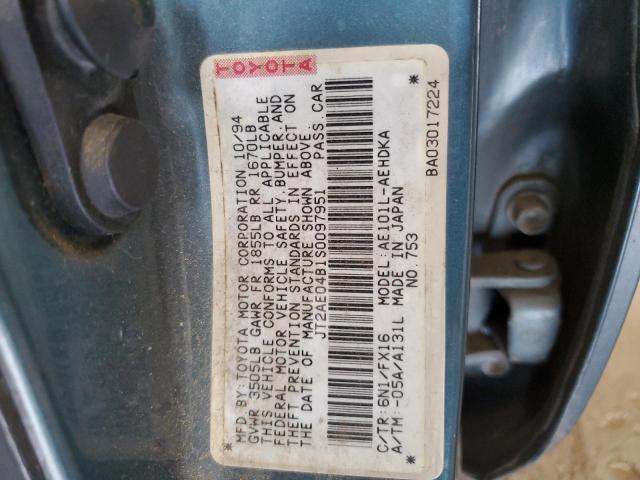 TOYOTA
MFD. BY: TOYOTA MOTOR CORPORATION 10/94
GVWR 3505LB GAWR FR 1855LB RR 1670LB
THIS VEHICLE CONFORMS TO ALL APPLICABLE
FEDERAL MOTOR VEHICLE SAFETY BUMPER, AND
THEFT PREVENTION STANDARDS IN EFFECT ON
THE DATE OF MANUFACTURE SHOWN ABOVE.
JT2AE04B1S0097951 PASS. CAR
C/TR: 6N1/FX16 MODEL: AE101L-AEHDKA
A/TM: -05A/A131L MADE IN JAPAN
NO. 753
BA03017224